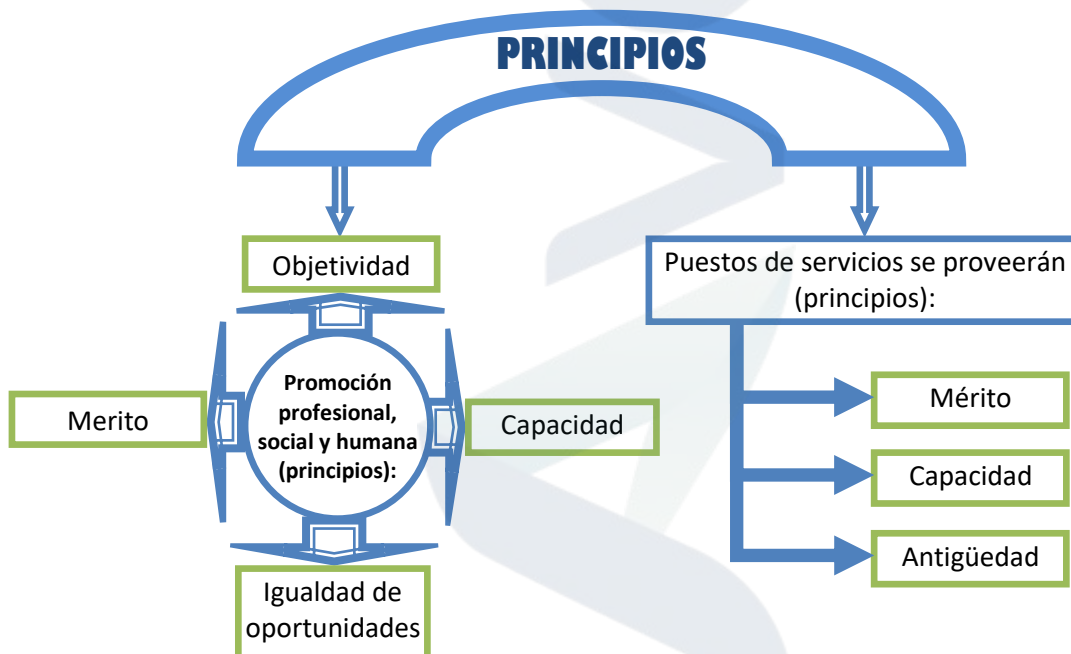 PRINCIPIOS
Objetividad
Merito
Promoción
profesional,
social y humana
(principios):
Capacidad
Igualdad de
oportunidades
Puestos de servicios se proveerán
(principios):
Mérito
Capacidad
Antigüedad